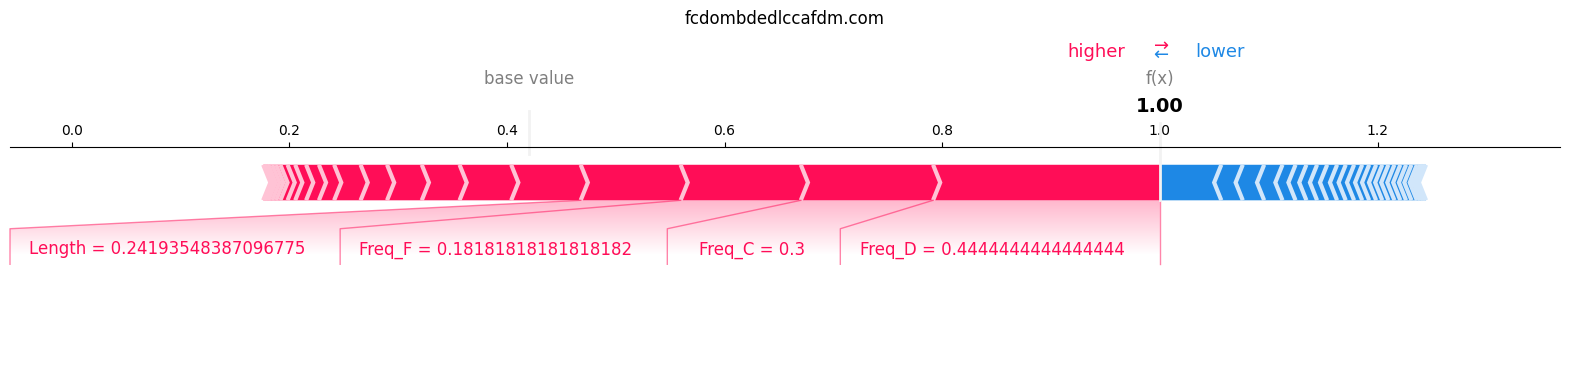 fcdombdedlccafdm.com
higher ⇄ lower
base value f(x)
1.00
0.0 0.2 0.4 0.6 0.8 1.0 1.2
Length = 0.24193548387096775 Freq_F = 0.18181818181818182 Freq_C = 0.3 Freq_D = 0.4444444444444444